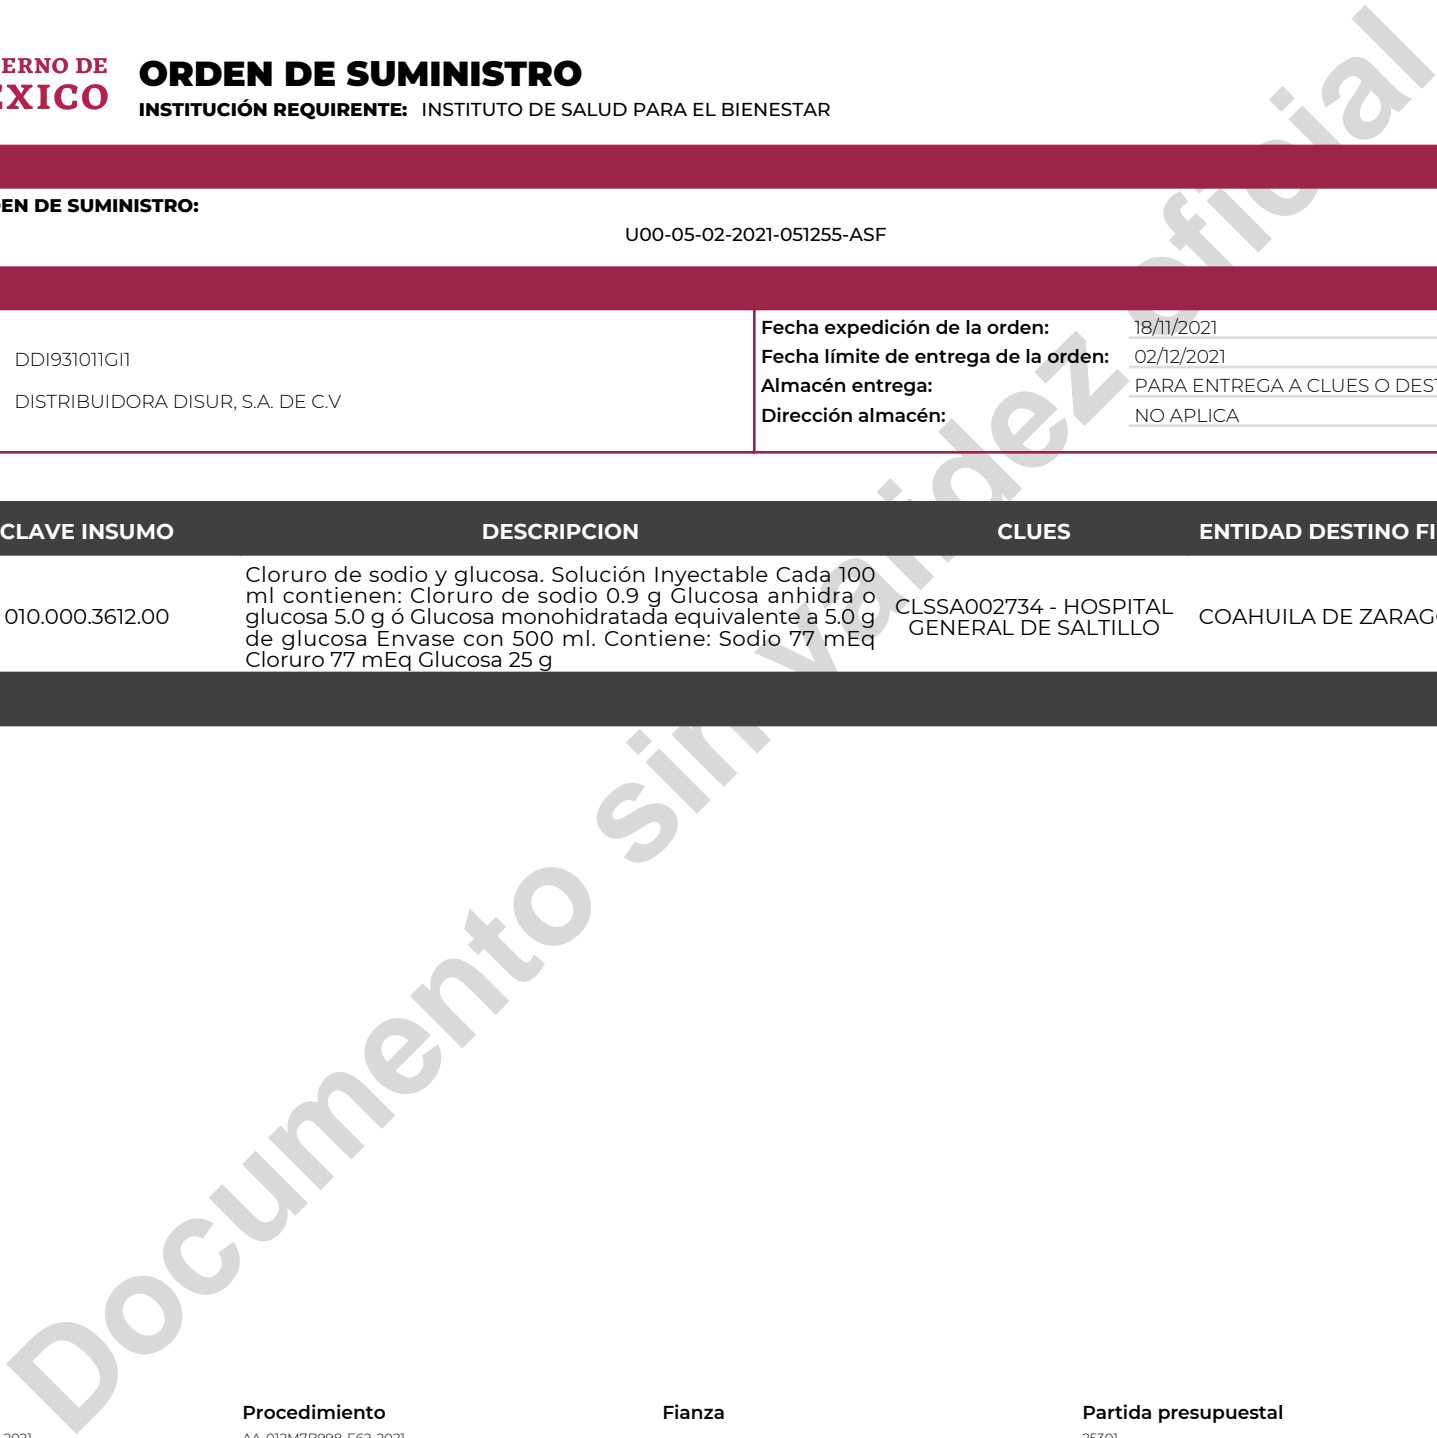 ERNO DE
ÉXICO
ORDEN DE SUMINISTRO
INSTITUCIÓN REQUIRENTE: INSTITUTO DE SALUD PARA EL BIENESTAR
EN DE SUMINISTRO:
U00-05-02-2021-051255-ASF
DDI931011GI1
DISTRIBUIDORA DISUR, S.A. DE C.V
Fecha expedición de la orden: 18/11/2021
Fecha límite de entrega de la orden: 02/12/2021
Almacén entrega: PARA ENTREGA A CLUES O DEST
Dirección almacén: NO APLICA
CLAVE INSUMO DESCRIPCION CLUES ENTIDAD DESTINO FI
010.000.3612.00
Cloruro de sodio y glucosa. Solución Inyectable Cada 100
ml contienen: Cloruro de sodio 0.9 g Glucosa anhidra o
glucosa 5.0 g ó Glucosa monohidratada equivalente a 5.0 g
de glucosa Envase con 500 ml. Contiene: Sodio 77 mEq
Cloruro 77 mEq Glucosa 25 g
CLSSA002734 - HOSPITAL
GENERAL DE SALTILLO
COAHUILA DE ZARAG
Documento sin validez oficial
Procedimiento Fianza Partida presupuestal